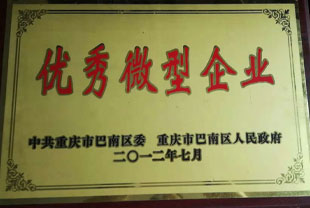 优秀微型企业
中共重庆市巴南区委 重庆市巴南区人民政府
二〇一二年七月